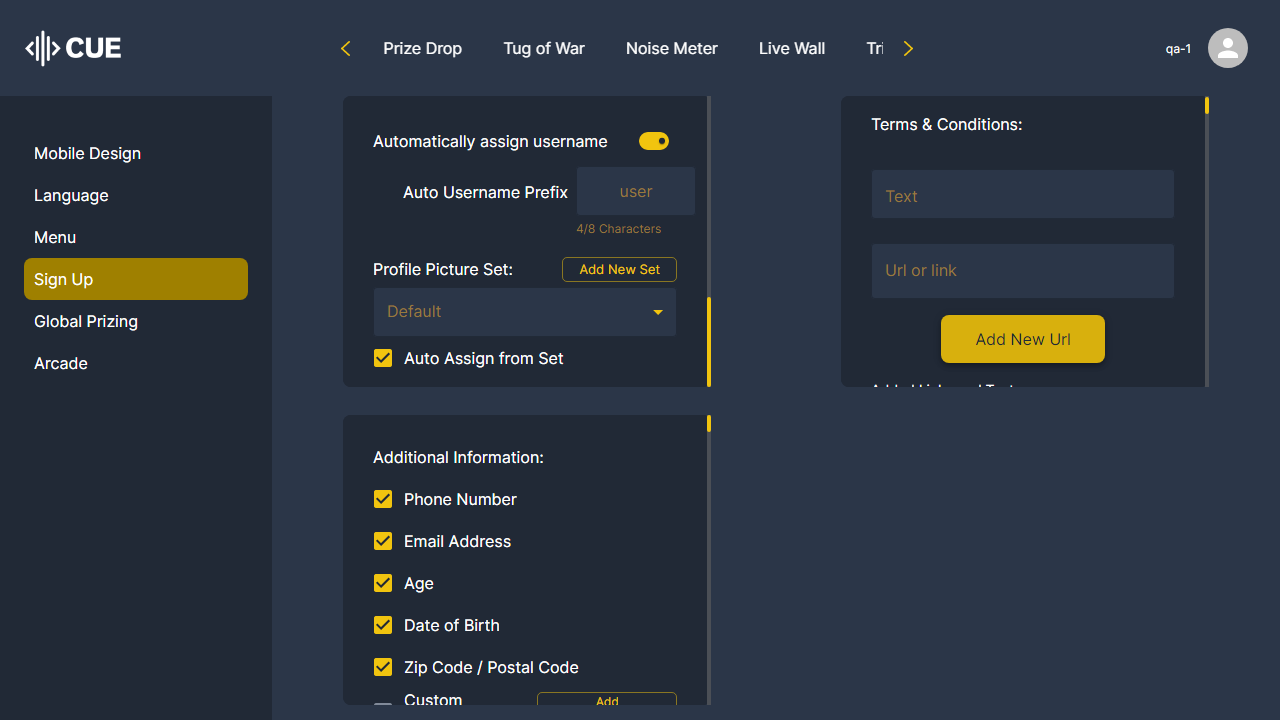 CUE
Prize Drop
Tug of War
Noise Meter
Live Wall
Tri
qa-1
Mobile Design
Language
Menu
Sign Up
Global Prizing
Arcade
Automatically assign username
Auto Username Prefix
user
4/8 Characters
Profile Picture Set:
Add New Set
Default
Auto Assign from Set
Terms & Conditions:
Text
Url or link
Add New Url
Additional Information:
Phone Number
Email Address
Age
Date of Birth
Zip Code / Postal Code
Custom
Add